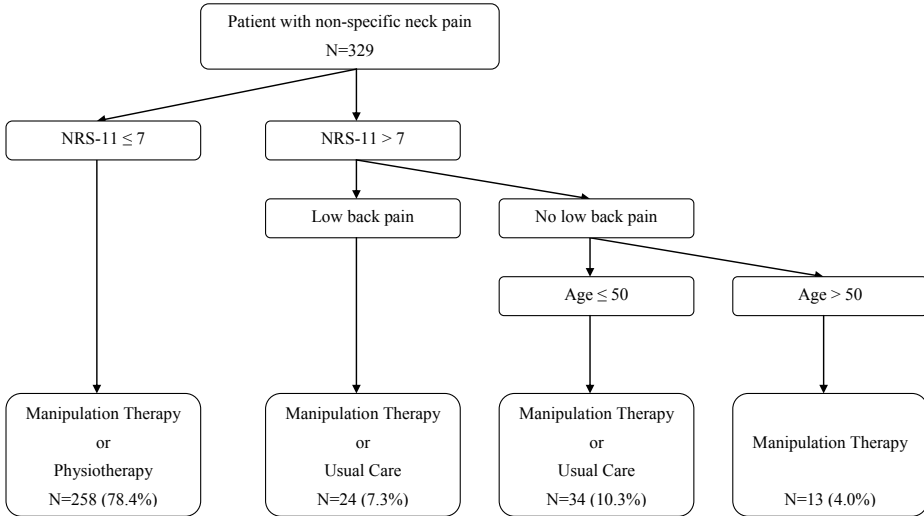 Patient with non-specific neck pain
N=329
NRS-11 ≤ 7
NRS-11 > 7
Low back pain
No low back pain
Age ≤ 50
Age > 50
Manipulation Therapy
or
Physiotherapy
N=258 (78.4%)
Manipulation Therapy
or
Usual Care
N=24 (7.3%)
Manipulation Therapy
or
Usual Care
N=34 (10.3%)
Manipulation Therapy
N=13 (4.0%)